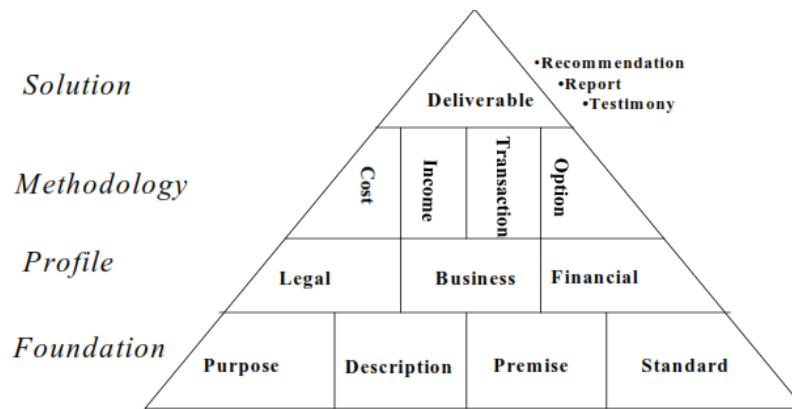 Solution
Deliverable
•Recommendation
•Report
•Testimony
Methodology
Cost
Income
Transaction
Option
Profile
Legal
Business
Financial
Foundation
Purpose
Description
Premise
Standard